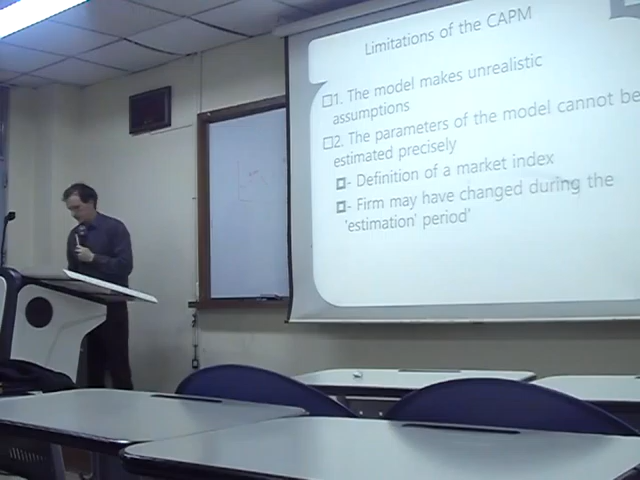 Limitations of the CAPM
1. The model makes unrealistic
assumptions
2. The parameters of the model cannot be
estimated precisely
- Definition of a market index
- Firm may have changed during the
'estimation' period'